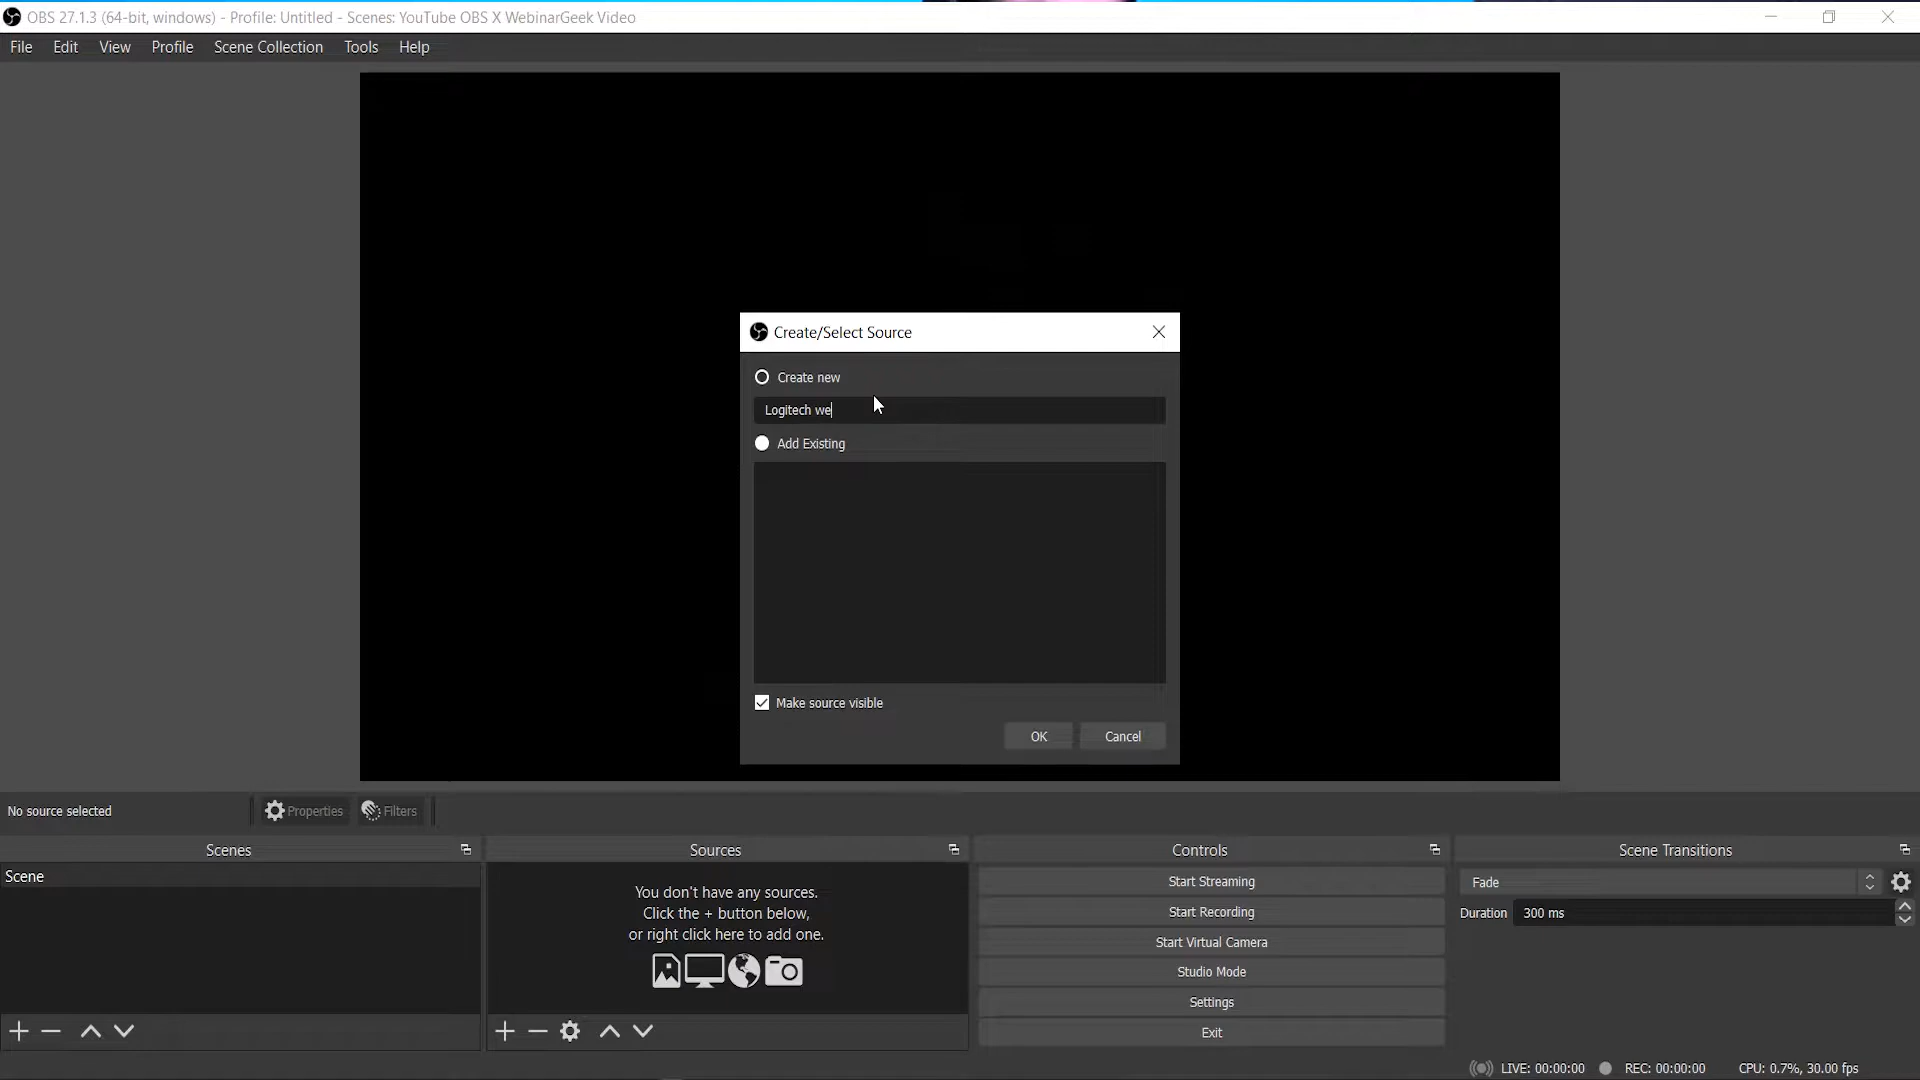 OBS 27.1.3 (64-bit, windows) - Profile: Untitled - Scenes: YouTube OBS X WebinarGeek Video
File Edit View Profile Scene Collection Tools Help
Create/Select Source
Create new
Logitech we
Add Existing
Make source visible
OK Cancel
No source selected Properties Filters
Scenes Sources Controls Scene Transitions
Scene
You don't have any sources.
Click the + button below,
or right click here to add one.
Start Streaming
Start Recording
Start Virtual Camera
Studio Mode
Settings
Exit
Fade
Duration 300 ms
LIVE: 00:00:00 REC: 00:00:00 CPU: 0.7%, 30.00 fps